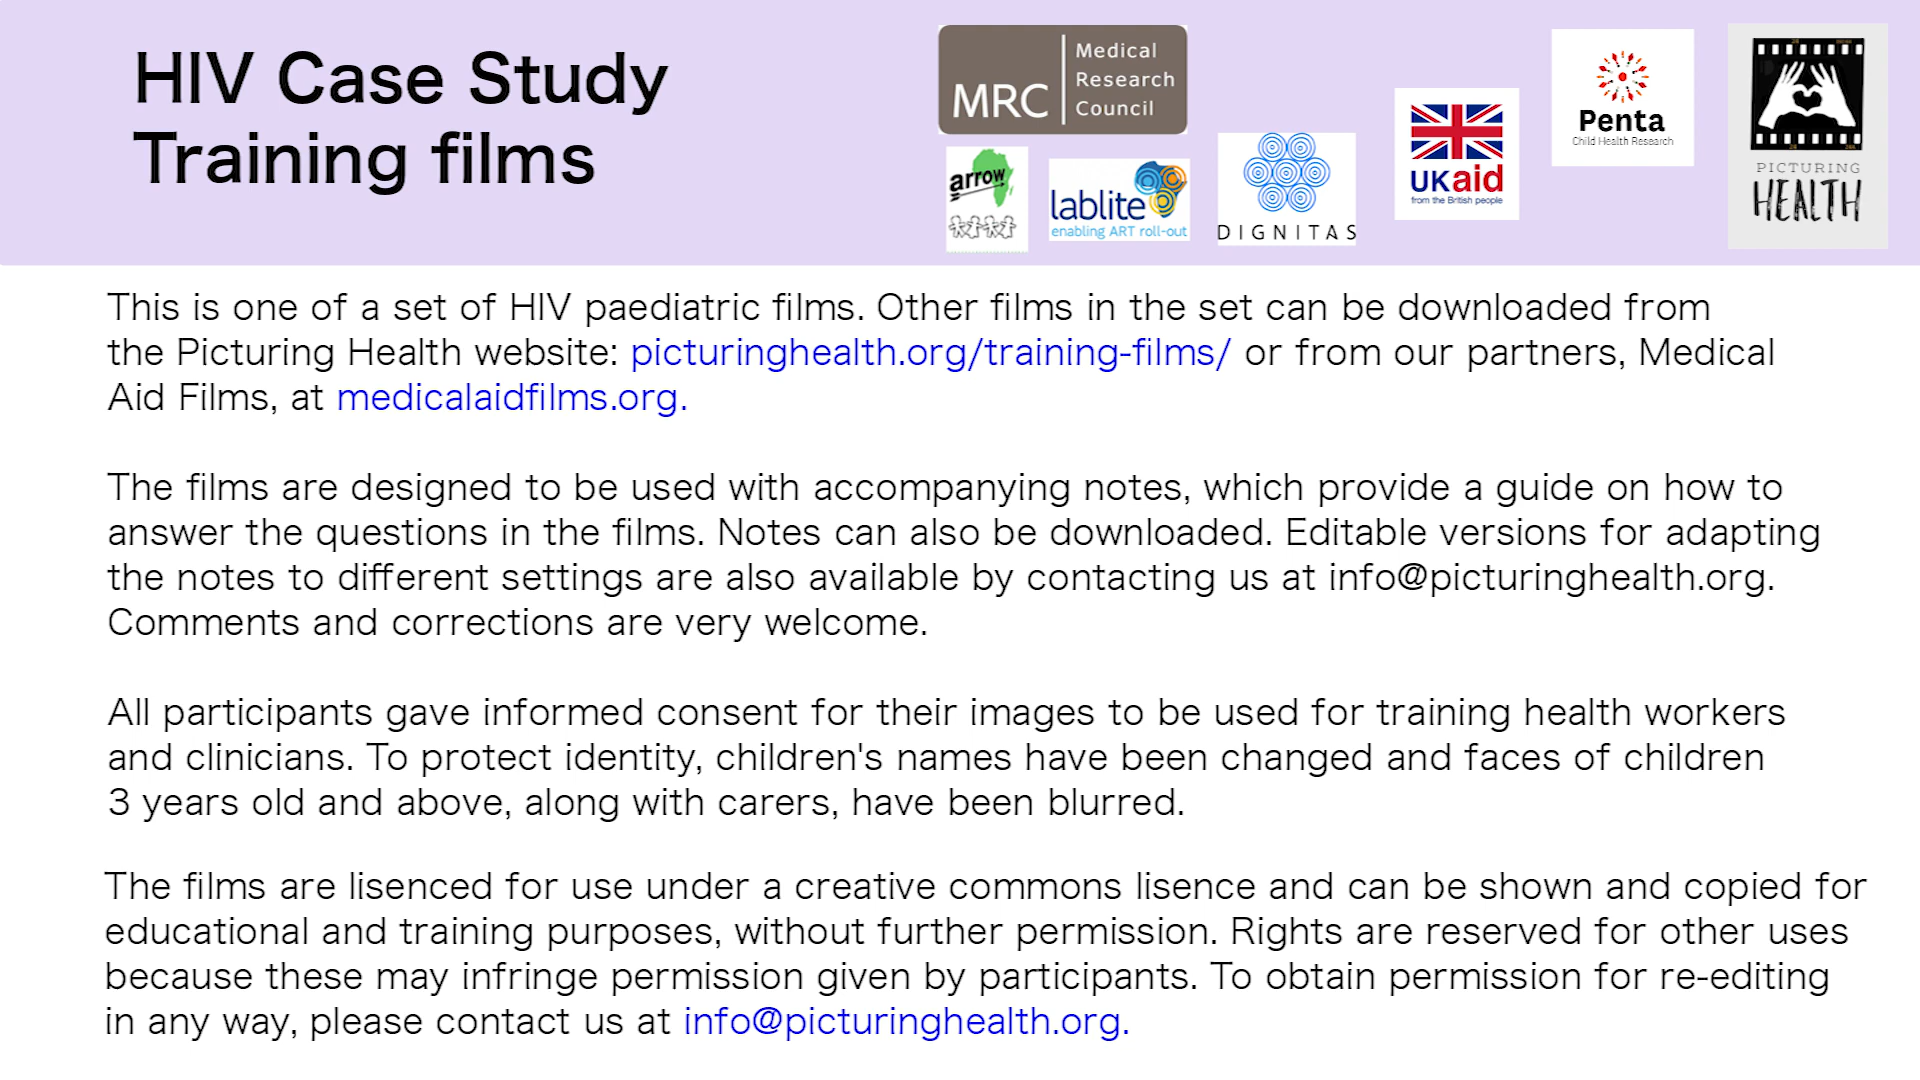 HIV Case Study
Training films
MRC
Medical
Research
Council
arrow
lablite
enabling ART roll-out
DIGNITAS
UKaid
from the British people
Penta
Child Health Research
PICTURING
HEALTH
This is one of a set of HIV paediatric films. Other films in the set can be downloaded from
the Picturing Health website: picturinghealth.org/training-films/ or from our partners, Medical
Aid Films, at medicalaidfilms.org.
The films are designed to be used with accompanying notes, which provide a guide on how to
answer the questions in the films. Notes can also be downloaded. Editable versions for adapting
the notes to different settings are also available by contacting us at info@picturinghealth.org.
Comments and corrections are very welcome.
All participants gave informed consent for their images to be used for training health workers
and clinicians. To protect identity, children's names have been changed and faces of children
3 years old and above, along with carers, have been blurred.
The films are lisenced for use under a creative commons lisence and can be shown and copied for
educational and training purposes, without further permission. Rights are reserved for other uses
because these may infringe permission given by participants. To obtain permission for re-editing
in any way, please contact us at info@picturinghealth.org.